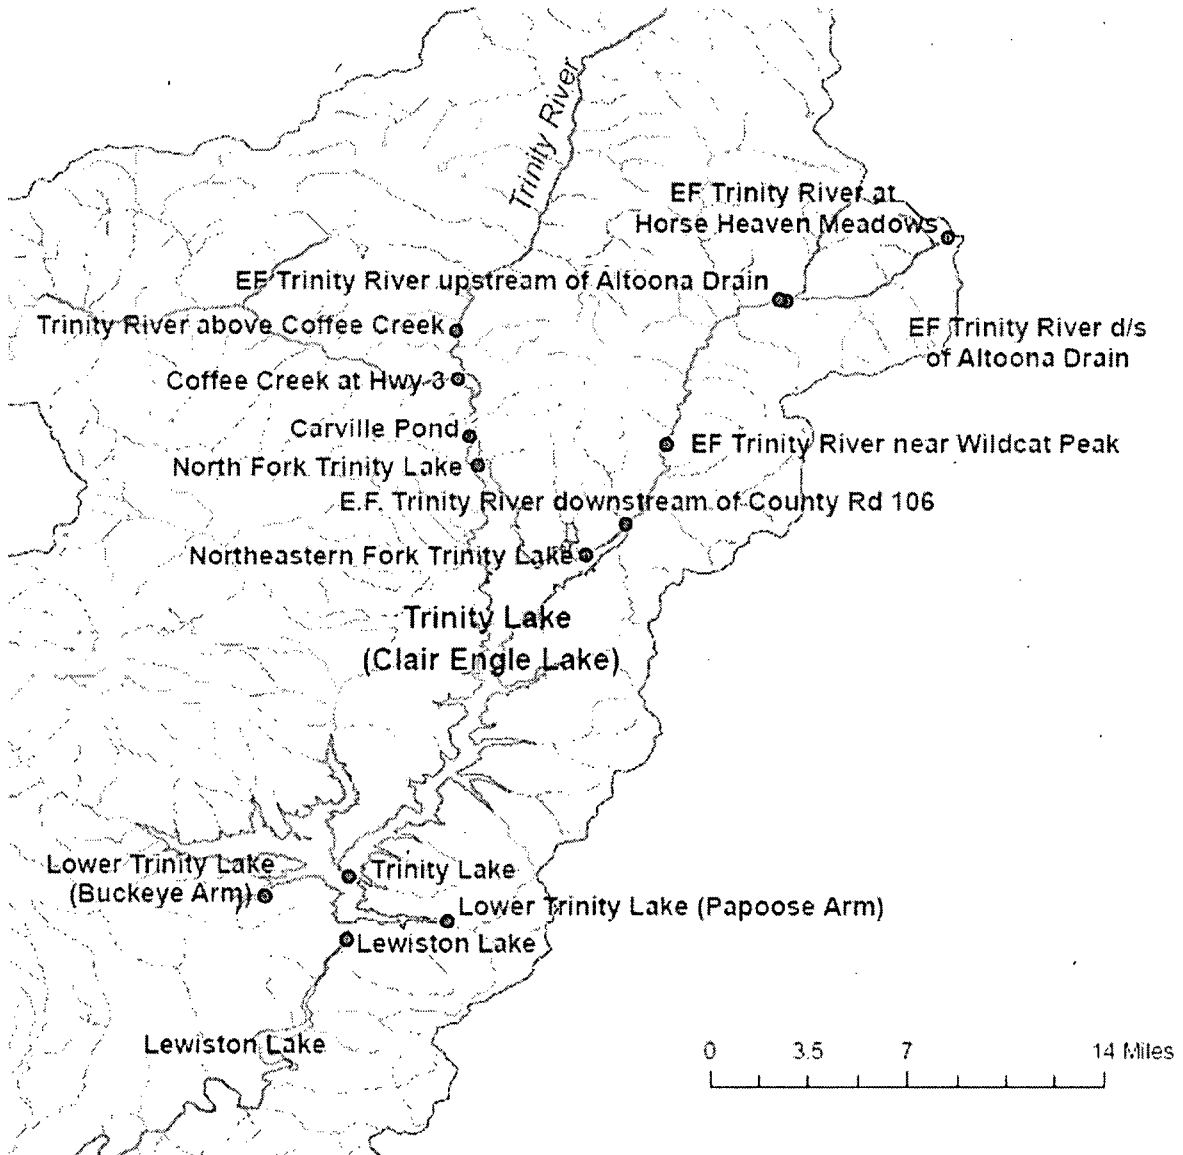 Trinity River
EF Trinity River at
Horse Heaven Meadows
EF Trinity River upstream of Altoona Drain
Trinity River above Coffee Creek
EF Trinity River d/s
of Altoona Drain
Coffee Creek at Hwy 3
Carville Pond
EF Trinity River near Wildcat Peak
North Fork Trinity Lake
E.F. Trinity River downstream of County Rd 106
Northeastern Fork Trinity Lake
Trinity Lake
(Clair Engle Lake)
Lower Trinity Lake
(Buckeye Arm)
Trinity Lake
Lower Trinity Lake (Papoose Arm)
Lewiston Lake
Lewiston Lake
0 3.5 7 14 Miles